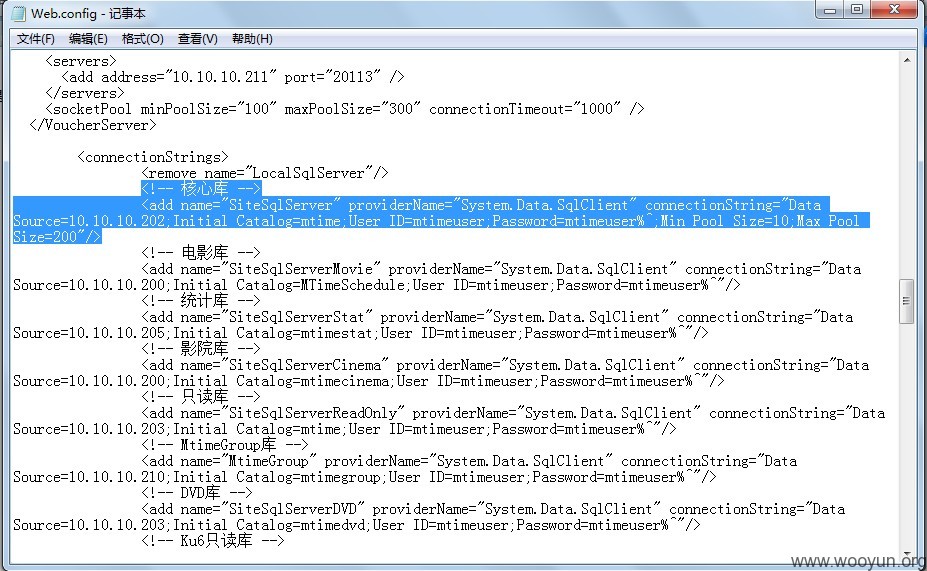 Web.config - 记事本
文件(F) 编辑(E) 格式(O) 查看(V) 帮助(H)
<servers>
<add address="10.10.10.211" port="20113" />
</servers>
<socketPool minPoolSize="100" maxPoolSize="300" connectionTimeout="1000" />
</VoucherServer>
<connectionStrings>
<remove name="LocalSqlServer"/>
<!-- 核心库 -->
<add name="SiteSqlServer" providerName="System.Data.SqlClient" connectionString="Data
Source=10.10.10.202;Initial Catalog=mtime;User ID=mtimeuser;Password=mtimeuser%^;Min Pool Size=10;Max Pool
Size=200"/>
<!-- 电影库 -->
<add name="SiteSqlServerMovie" providerName="System.Data.SqlClient" connectionString="Data
Source=10.10.10.200;Initial Catalog=MTimeSchedule;User ID=mtimeuser;Password=mtimeuser%^"/>
<!-- 统计库 -->
<add name="SiteSqlServerStat" providerName="System.Data.SqlClient" connectionString="Data
Source=10.10.10.205;Initial Catalog=mtimestat;User ID=mtimeuser;Password=mtimeuser%^"/>
<!-- 影院库 -->
<add name="SiteSqlServerCinema" providerName="System.Data.SqlClient" connectionString="Data
Source=10.10.10.200;Initial Catalog=mtimecinema;User ID=mtimeuser;Password=mtimeuser%^"/>
<!-- 只读库 -->
<add name="SiteSqlServerReadOnly" providerName="System.Data.SqlClient" connectionString="Data
Source=10.10.10.203;Initial Catalog=mtime;User ID=mtimeuser;Password=mtimeuser%^"/>
<!-- MtimeGroup库 -->
<add name="MtimeGroup" providerName="System.Data.SqlClient" connectionString="Data
Source=10.10.10.210;Initial Catalog=mtimegroup;User ID=mtimeuser;Password=mtimeuser%^"/>
<!-- DVD库 -->
<add name="SiteSqlServerDVD" providerName="System.Data.SqlClient" connectionString="Data
Source=10.10.10.203;Initial Catalog=mtimedvd;User ID=mtimeuser;Password=mtimeuser%^"/>
<!-- Ku6只读库 -->
www.wooyun.org